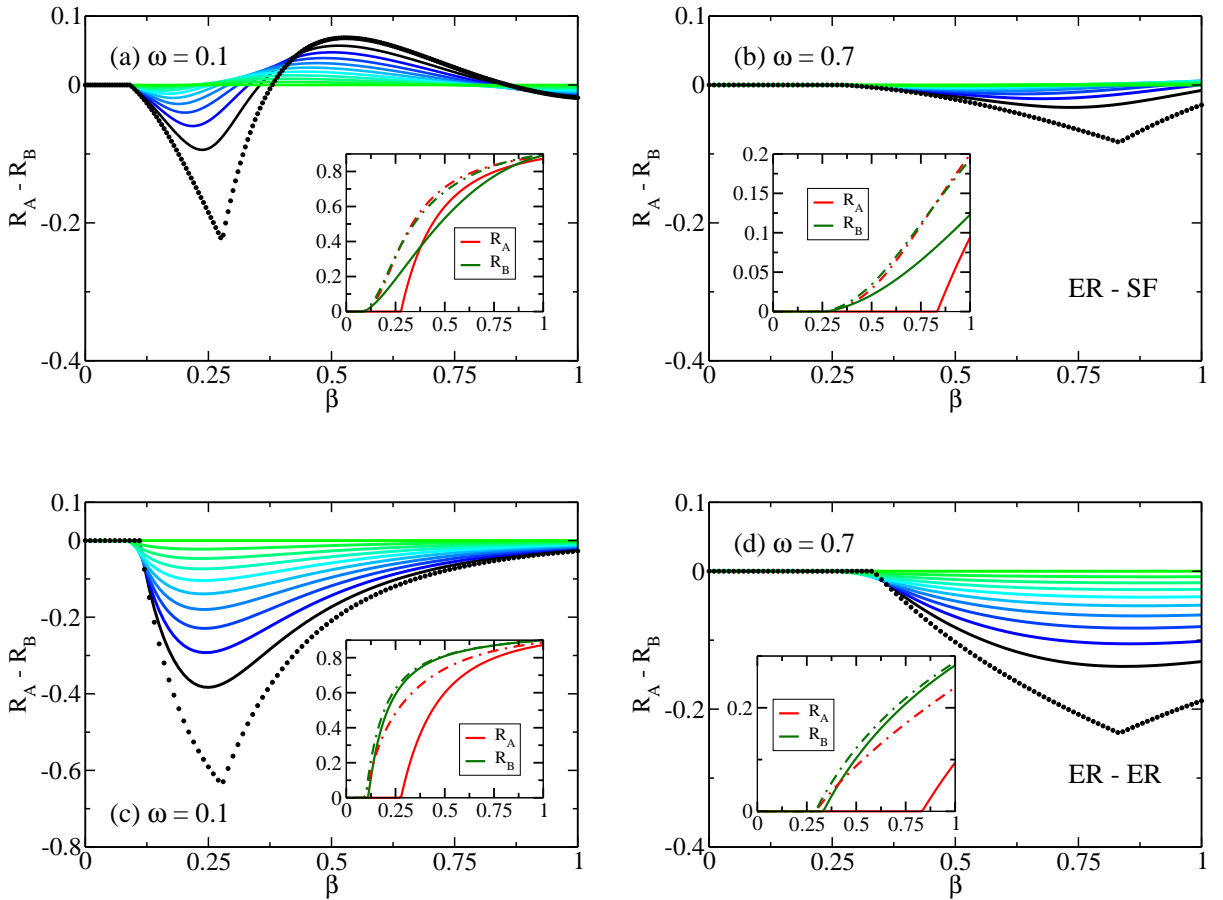 0.1
0
-0.2
-0.4
R_A - R_B
(a) ω = 0.1
0 0.25 0.5 0.75 1
β
0.8
0.6
0.4
0.2
0
0 0.25 0.5 0.75 1
R_A
R_B
0.1
0
-0.2
-0.4
R_A - R_B
(b) ω = 0.7
ER - SF
0 0.25 0.5 0.75 1
β
0.2
0.15
0.1
0.05
0
0 0.25 0.5 0.75 1
R_A
R_B
0.1
0
-0.2
-0.4
-0.6
-0.8
R_A - R_B
(c) ω = 0.1
0 0.25 0.5 0.75 1
β
0.8
0.6
0.4
0.2
0
0 0.25 0.5 0.75 1
R_A
R_B
0.1
0
-0.2
-0.4
R_A - R_B
(d) ω = 0.7
ER - ER
0 0.25 0.5 0.75 1
β
0.2
0
0 0.25 0.5 0.75 1
R_A
R_B